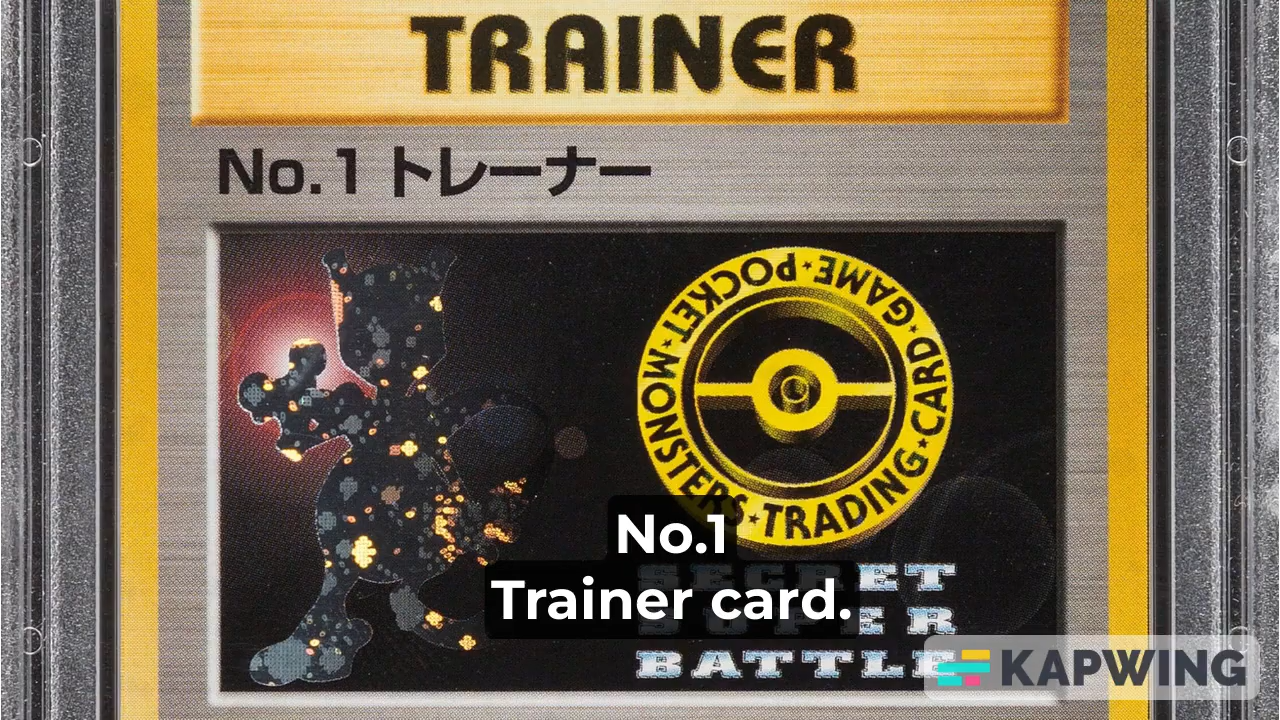 TRAINER
No.1 トレーナー
POCKET★MONSTERS★TRADING★CARD★GAME★
No.1
Trainer card.
SECRET
SUPER
BATTLE
KAPWING